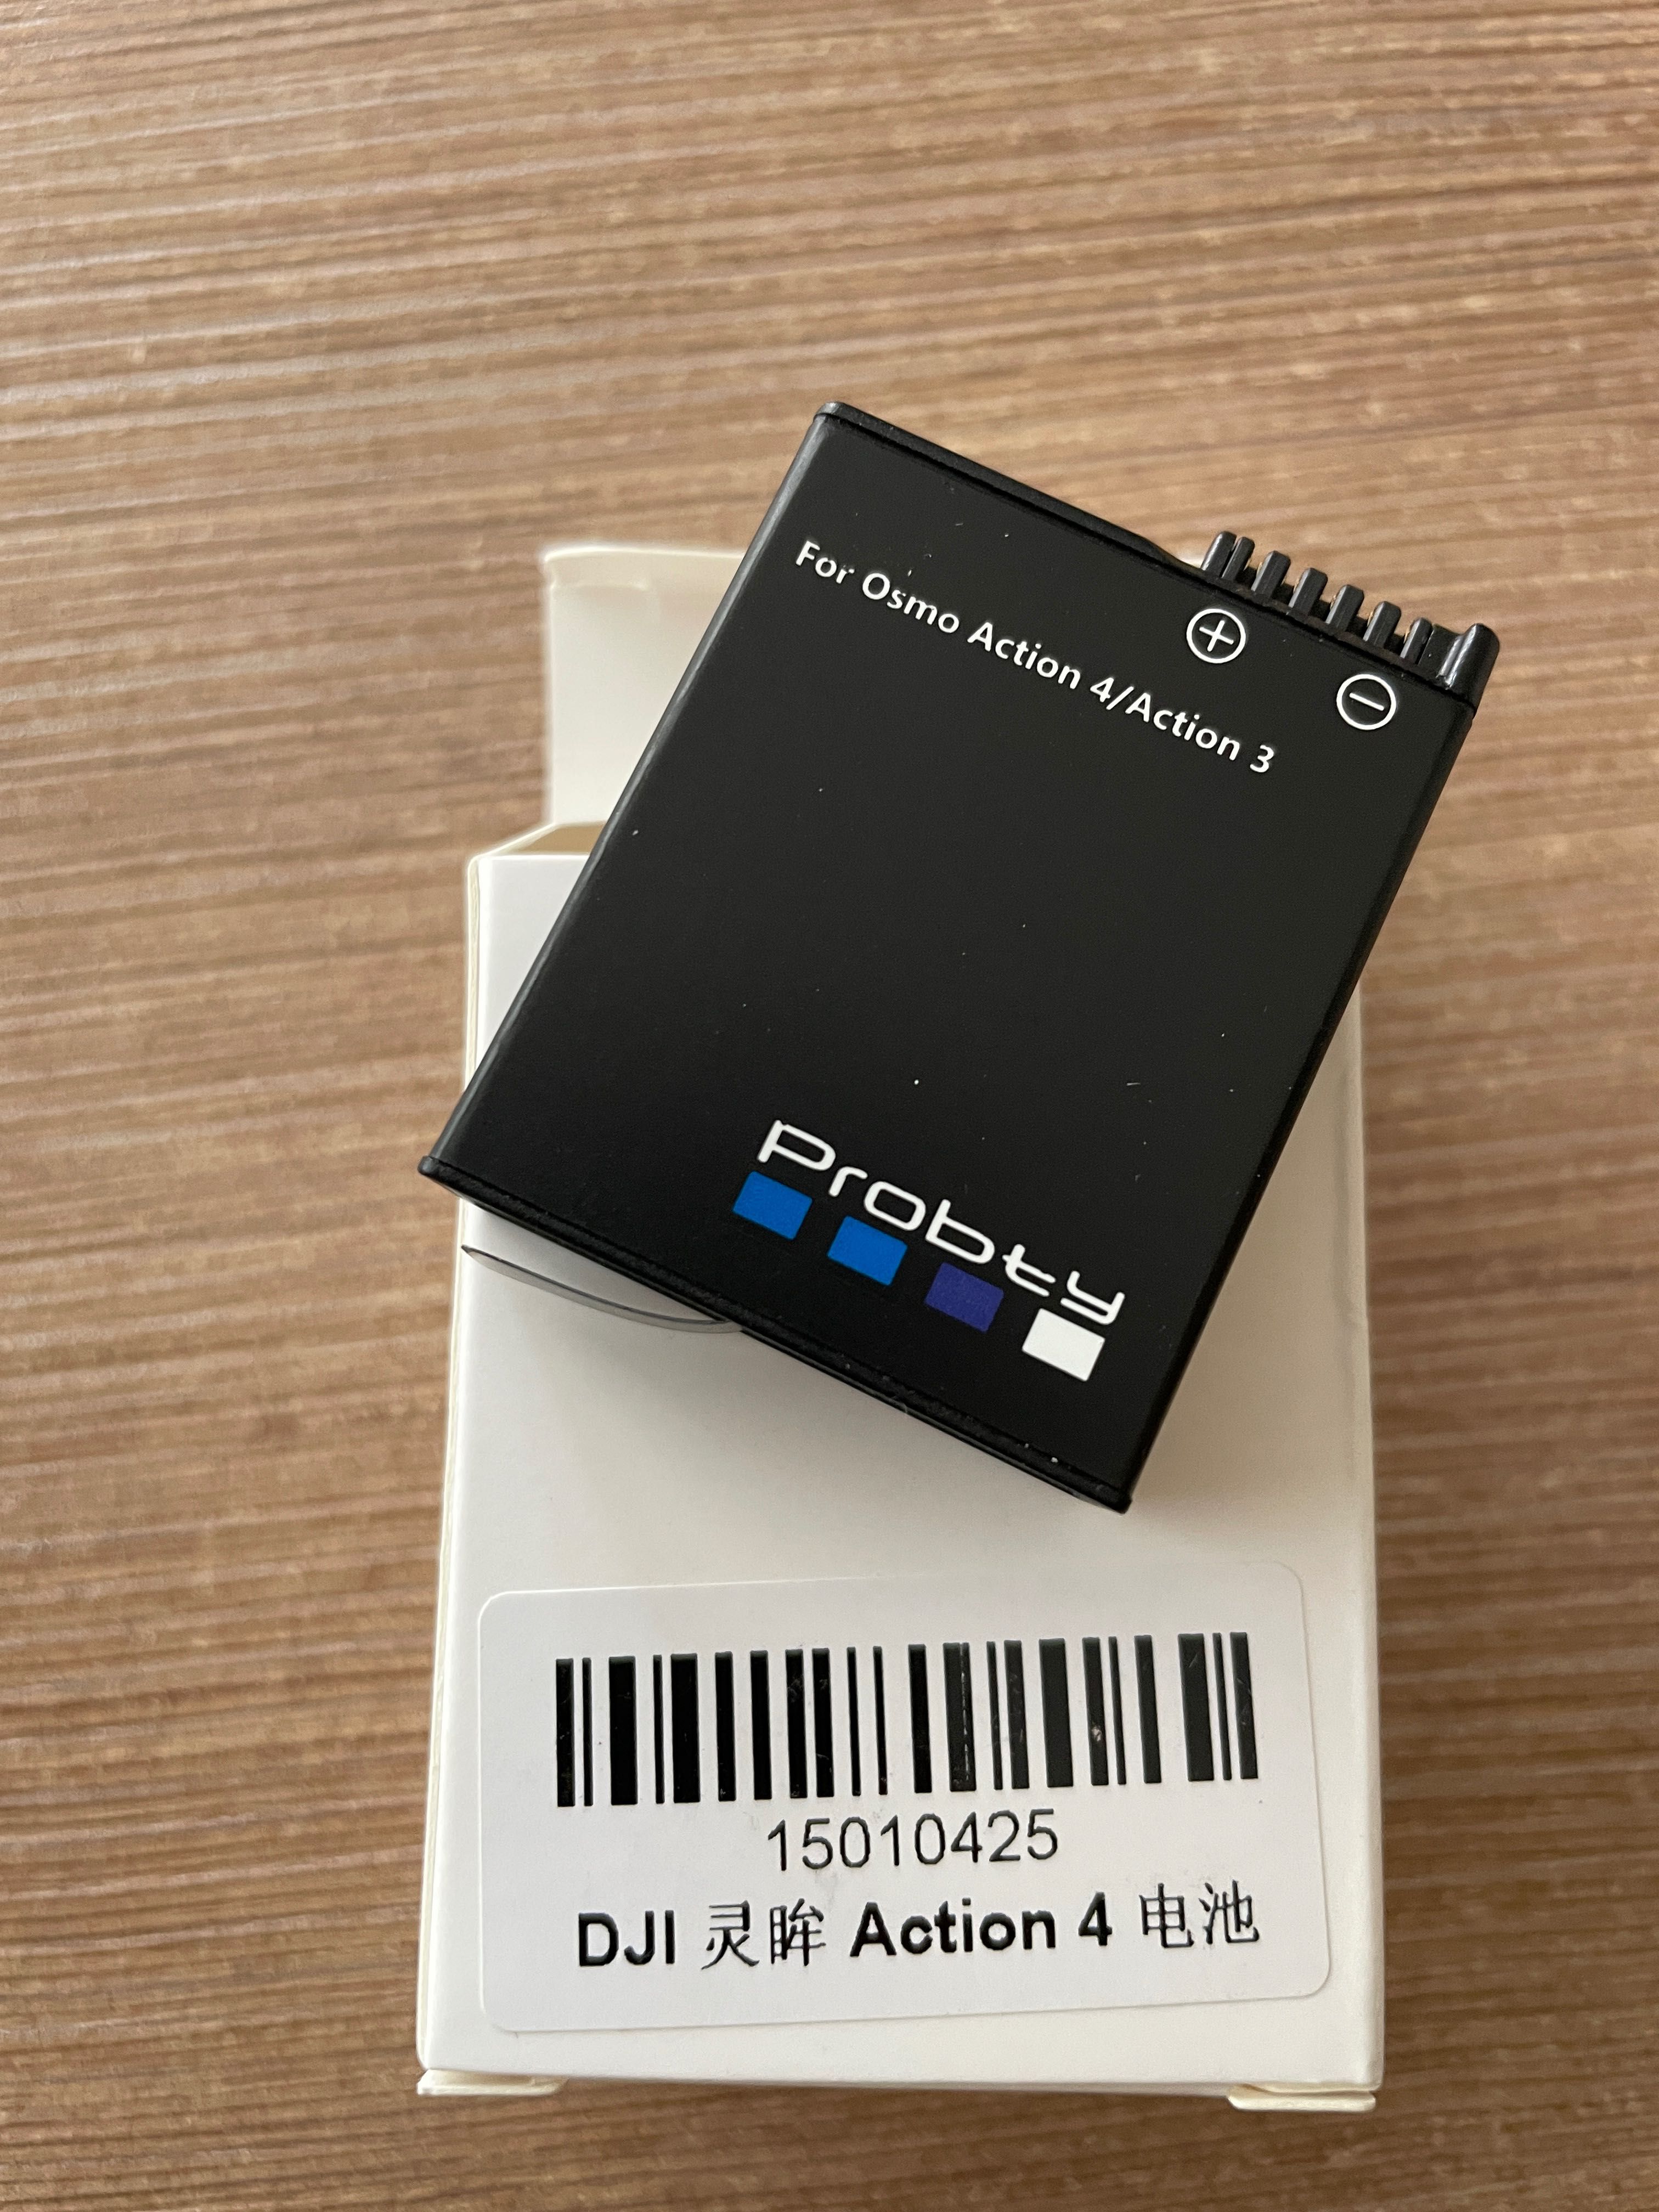 For Osmo Action 4/Action 3
+
−
Probty
15010425
DJI 灵眸 Action 4 电池